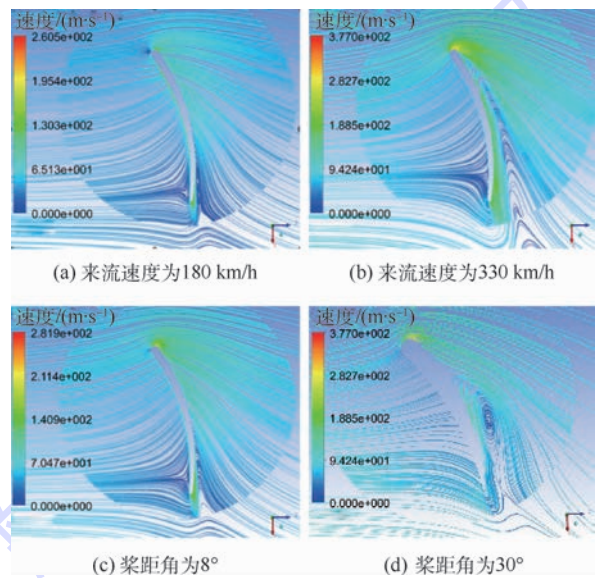 速度/(m·s⁻¹)
2.605e+002
1.954e+002
1.303e+002
6.513e+001
0.000e+000
(a) 来流速度为180 km/h
速度/(m·s⁻¹)
3.770e+002
2.827e+002
1.885e+002
9.424e+001
0.000e+000
(b) 来流速度为330 km/h
速度/(m·s⁻¹)
2.819e+002
2.114e+002
1.409e+002
7.047e+001
0.000e+000
(c) 桨距角为8°
速度/(m·s⁻¹)
3.770e+002
2.827e+002
1.885e+002
9.424e+001
0.000e+000
(d) 桨距角为30°